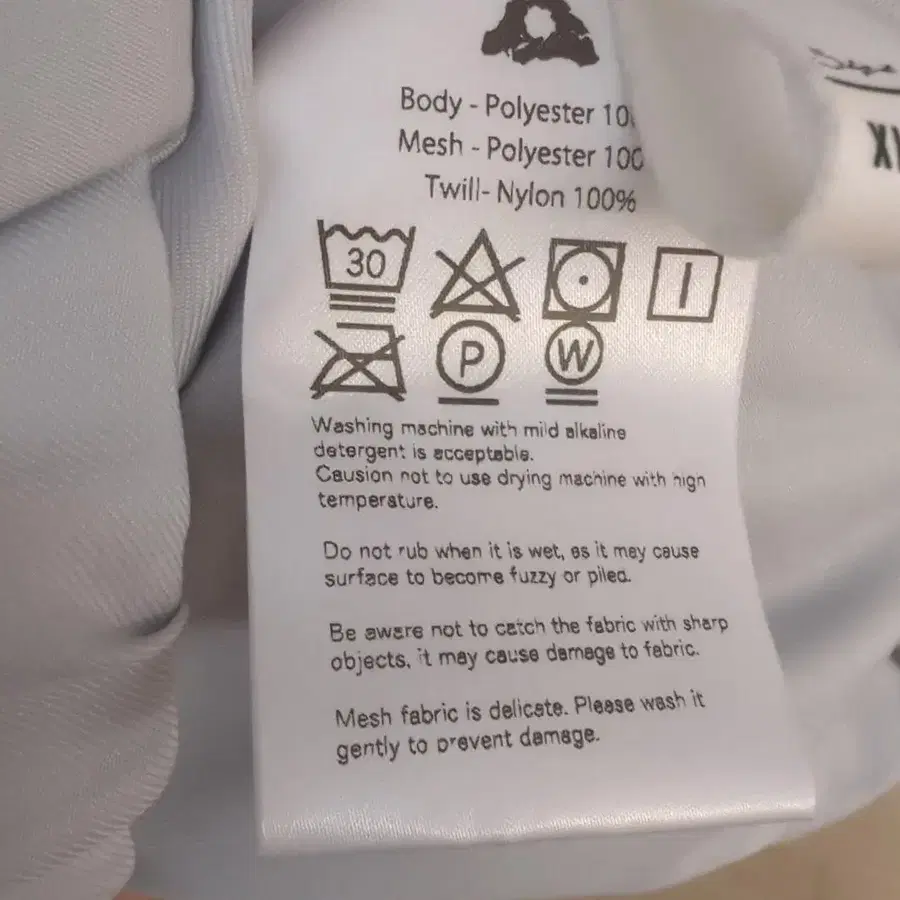 Body - Polyester
Mesh - Polyester 100
Twill- Nylon 100%
30
P
W
Washing machine with mild alkaline
detergent is acceptable.
Causion not to use drying machine with high
temperature.
Do not rub when it is wet, as it may cause
surface to become fuzzy or piled.
Be aware not to catch the fabric with sharp
objects, it may cause damage to fabric.
Mesh fabric is delicate. Please wash it
gently to prevent damage.